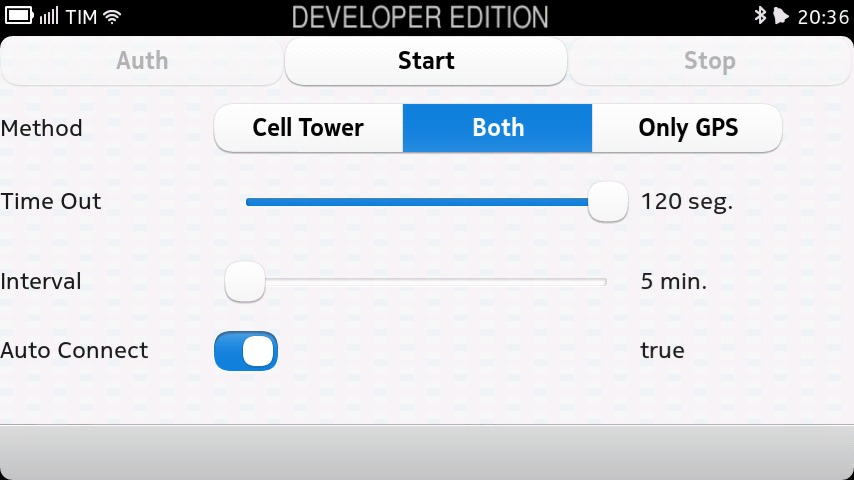 TIM DEVELOPER EDITION 20:36
Auth Start Stop
Method Cell Tower Both Only GPS
Time Out 120 seg.
Interval 5 min.
Auto Connect true